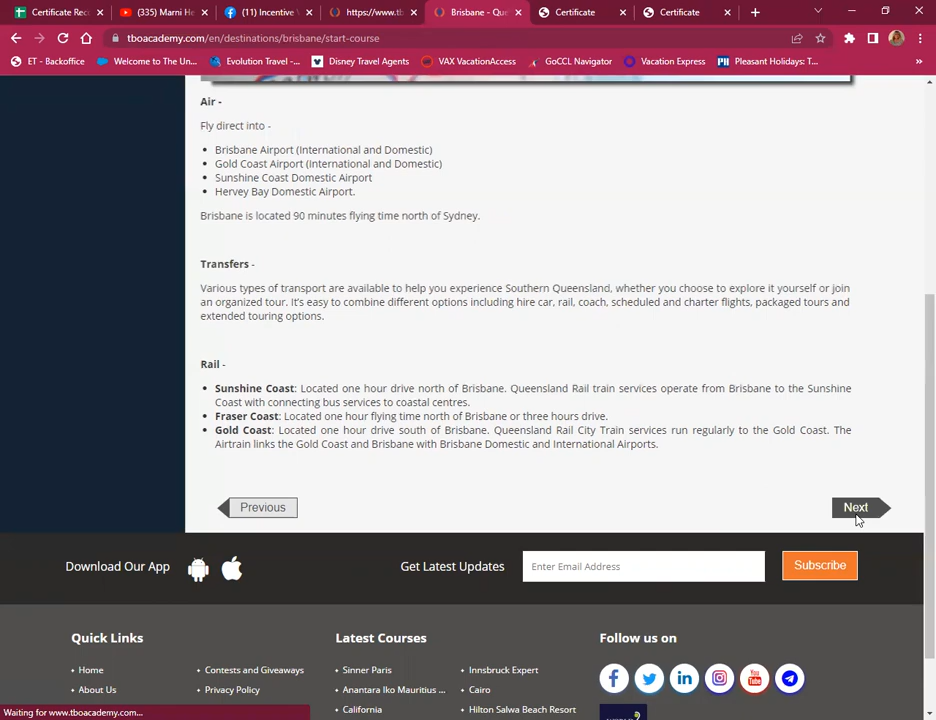 Certificate Rec
(335) Marni He
(11) Incentive V
https://www.tb
Brisbane - Que
Certificate
Certificate
tboacademy.com/en/destinations/brisbane/start-course
ET - Backoffice
Welcome to The Un...
Evolution Travel -...
Disney Travel Agents
VAX VacationAccess
GoCCL Navigator
Vacation Express
Pleasant Holidays: T...
Air -
Fly direct into -
• Brisbane Airport (International and Domestic)
• Gold Coast Airport (International and Domestic)
• Sunshine Coast Domestic Airport
• Hervey Bay Domestic Airport.
Brisbane is located 90 minutes flying time north of Sydney.
Transfers -
Various types of transport are available to help you experience Southern Queensland, whether you choose to explore it yourself or join
an organized tour. It's easy to combine different options including hire car, rail, coach, scheduled and charter flights, packaged tours and
extended touring options.
Rail -
• Sunshine Coast: Located one hour drive north of Brisbane. Queensland Rail train services operate from Brisbane to the Sunshine
Coast with connecting bus services to coastal centres.
• Fraser Coast: Located one hour flying time north of Brisbane or three hours drive.
• Gold Coast: Located one hour drive south of Brisbane. Queensland Rail City Train services run regularly to the Gold Coast. The
Airtrain links the Gold Coast and Brisbane with Brisbane Domestic and International Airports.
Previous
Next
Download Our App
Get Latest Updates
Enter Email Address
Subscribe
Quick Links
Latest Courses
Follow us on
• Home
• Contests and Giveaways
• Sinner Paris
• Innsbruck Expert
• About Us
• Privacy Policy
• Anantara Iko Mauritius ...
• Cairo
• California
• Hilton Salwa Beach Resort
Waiting for www.tboacademy.com...